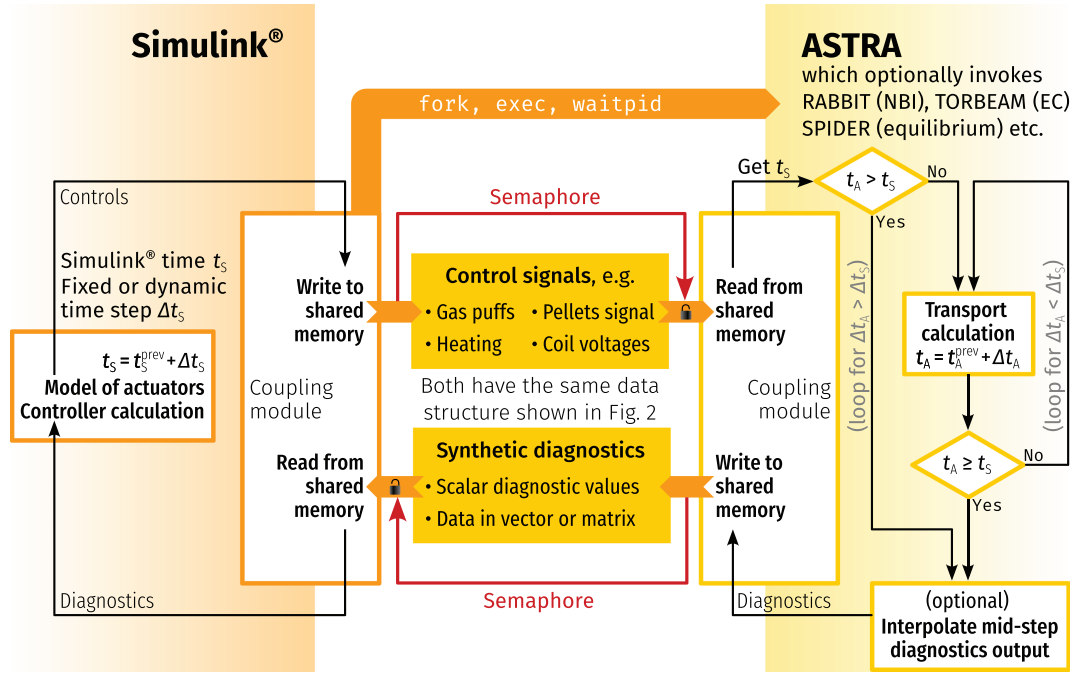 Simulink®
ASTRA
which optionally invokes
RABBIT (NBI), TORBEAM (EC)
SPIDER (equilibrium) etc.
fork, exec, waitpid
Controls
Simulink® time tS
Fixed or dynamic
time step ΔtS
tS = tS^prev + ΔtS
Model of actuators
Controller calculation
Diagnostics
Write to
shared
memory
Coupling
module
Read from
shared
memory
Semaphore
Control signals, e.g.
• Gas puffs
• Pellets signal
• Heating
• Coil voltages
Both have the same data
structure shown in Fig. 2
Synthetic diagnostics
• Scalar diagnostic values
• Data in vector or matrix
Semaphore
Read from
shared
memory
Coupling
module
Write to
shared
memory
Diagnostics
Get tS
tA > tS
No
Yes
(loop for ΔtA > ΔtS)
Transport
calculation
tA = tA^prev + ΔtA
(loop for ΔtA < ΔtS)
tA ≥ tS
No
Yes
(optional)
Interpolate mid-step
diagnostics output